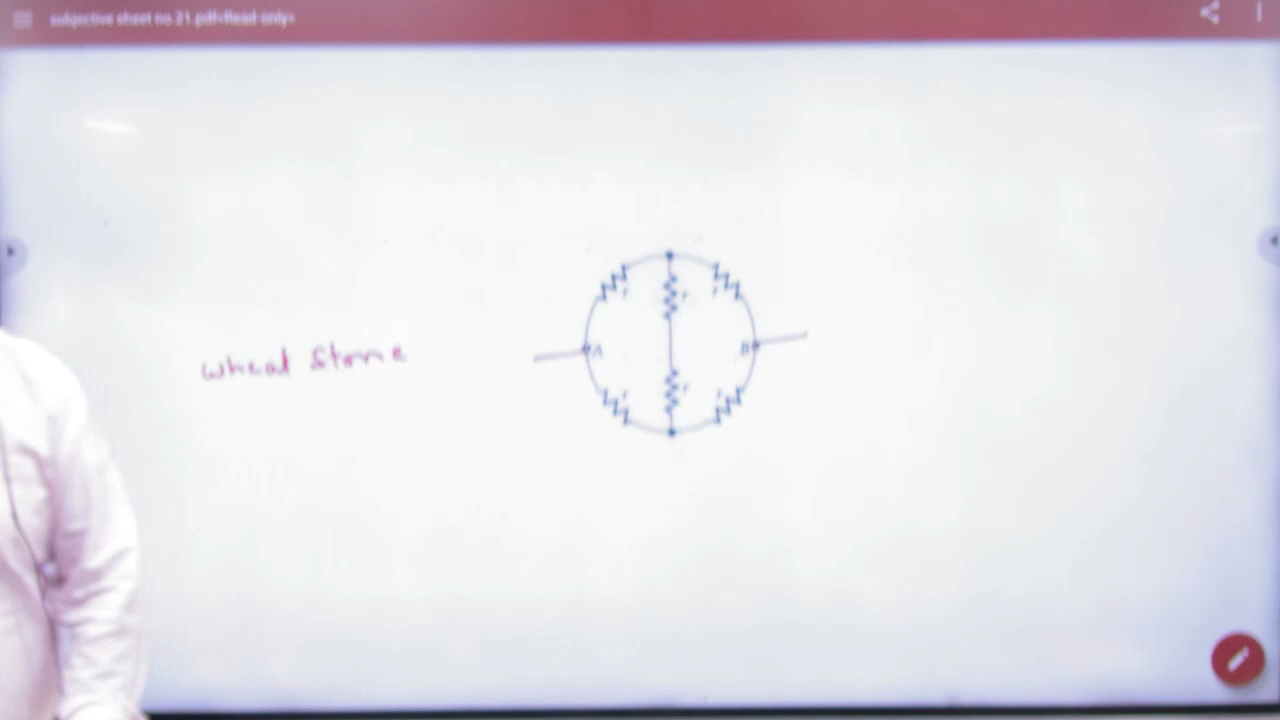 subjective sheet no.21.pdf<Read only>
wheat Stone
r r r
A B
r r r